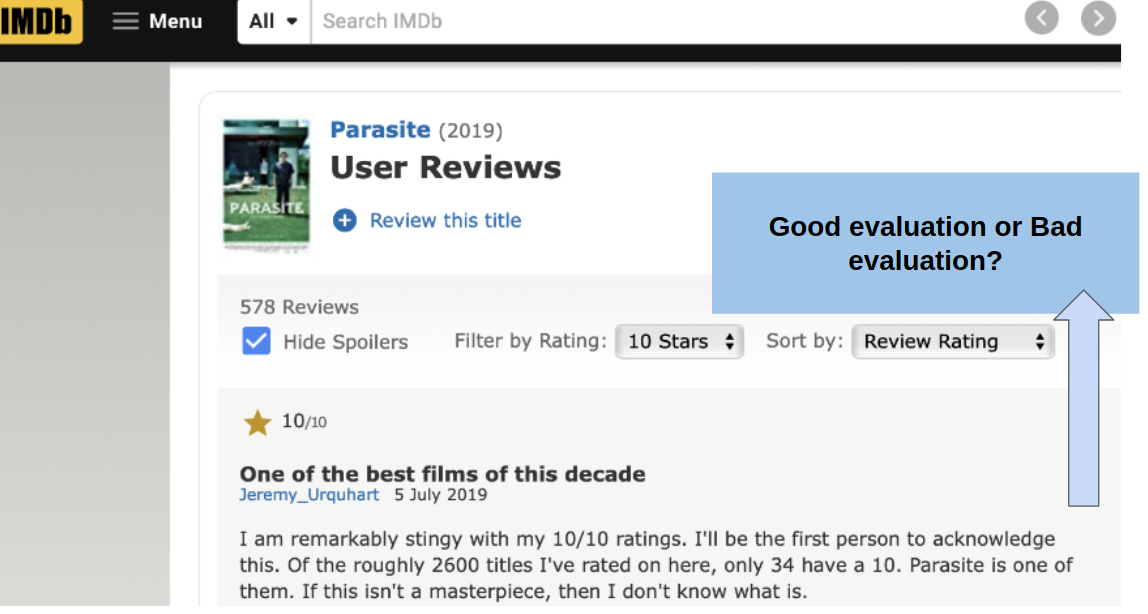 IMDb Menu All Search IMDb
Parasite (2019)
User Reviews
PARASITE
Review this title
Good evaluation or Bad
evaluation?
578 Reviews
Hide Spoilers Filter by Rating: 10 Stars Sort by: Review Rating
10/10
One of the best films of this decade
Jeremy_Urquhart 5 July 2019
I am remarkably stingy with my 10/10 ratings. I'll be the first person to acknowledge
this. Of the roughly 2600 titles I've rated on here, only 34 have a 10. Parasite is one of
them. If this isn't a masterpiece, then I don't know what is.